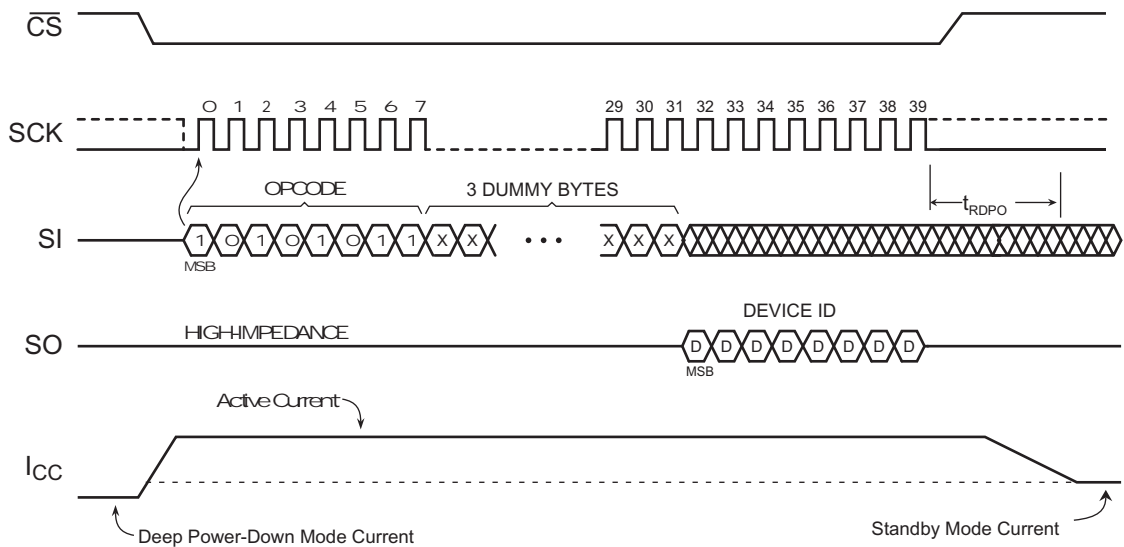 CS
0 1 2 3 4 5 6 7 29 30 31 32 33 34 35 36 37 38 39
SCK
OPCODE 3 DUMMY BYTES
tRDPO
SI 1 0 1 0 1 0 1 1 X X • • • X X X
MSB
DEVICE ID
HIGH-IMPEDANCE
SO D D D D D D D D
MSB
Active Current
ICC
Deep Power-Down Mode Current
Standby Mode Current